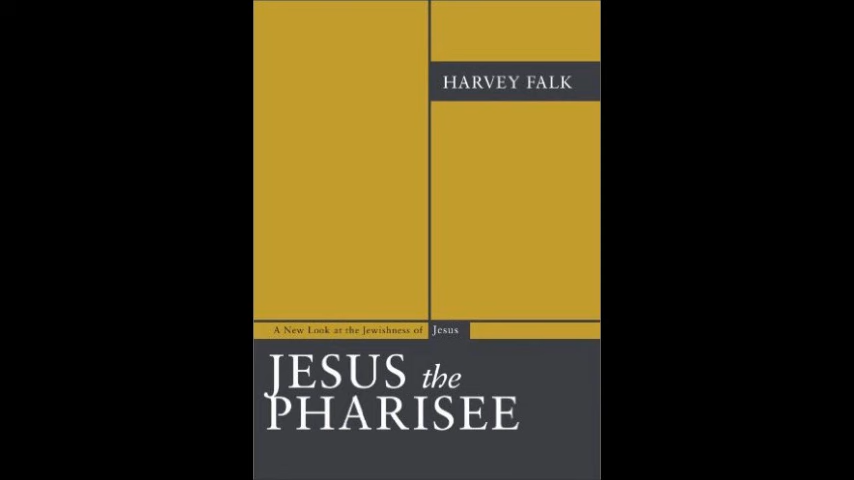 HARVEY FALK
A New Look at the Jewishness of Jesus
JESUS the
PHARISEE